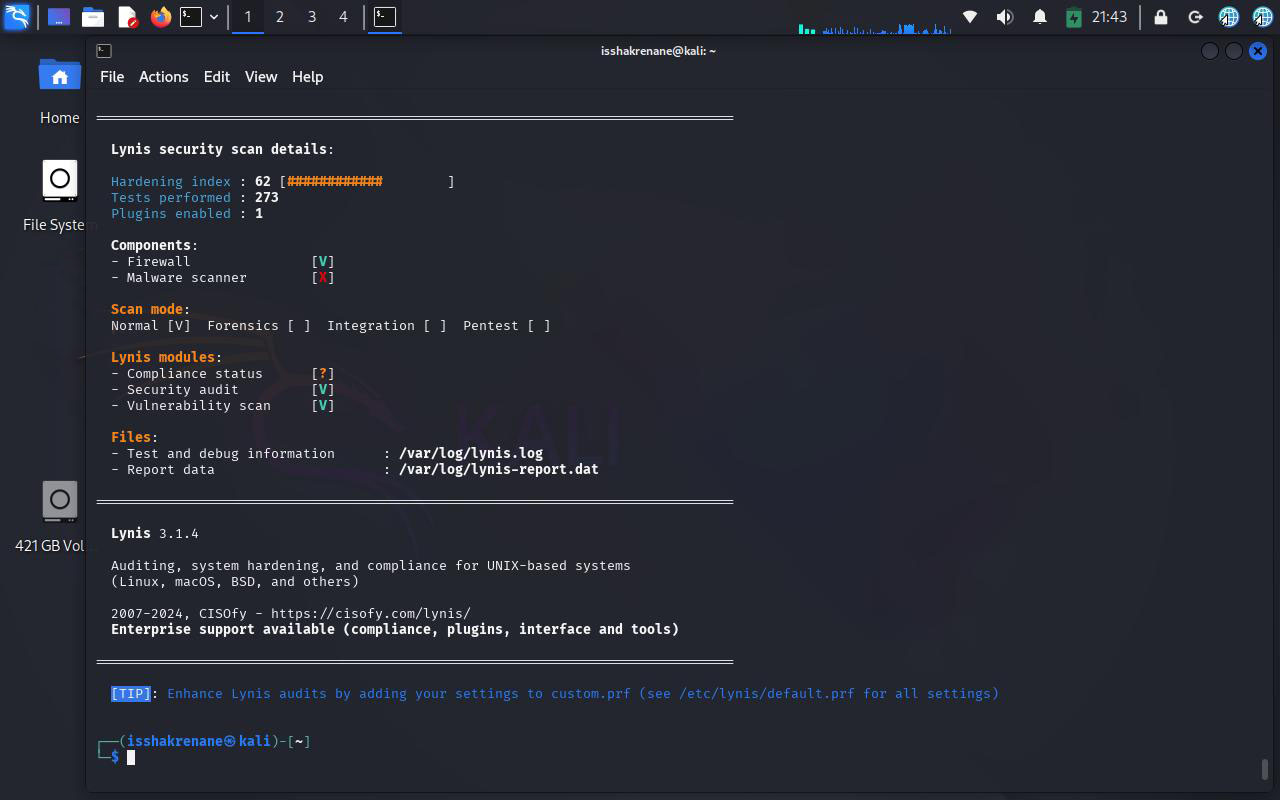 1 2 3 4 21:43
isshakrenane@kali: ~
File Actions Edit View Help
Home
File System
421 GB Vol...
Lynis security scan details:
Hardening index : 62 [############        ]
Tests performed : 273
Plugins enabled : 1
Components:
- Firewall               [V]
- Malware scanner        [X]
Scan mode:
Normal [V]  Forensics [ ]  Integration [ ]  Pentest [ ]
Lynis modules:
- Compliance status      [?]
- Security audit         [V]
- Vulnerability scan     [V]
Files:
- Test and debug information      : /var/log/lynis.log
- Report data                     : /var/log/lynis-report.dat
Lynis 3.1.4
Auditing, system hardening, and compliance for UNIX-based systems
(Linux, macOS, BSD, and others)
2007-2024, CISOfy - https://cisofy.com/lynis/
Enterprise support available (compliance, plugins, interface and tools)
[TIP]: Enhance Lynis audits by adding your settings to custom.prf (see /etc/lynis/default.prf for all settings)
┌──(isshakrenane㉿kali)-[~]
└─$
KALI